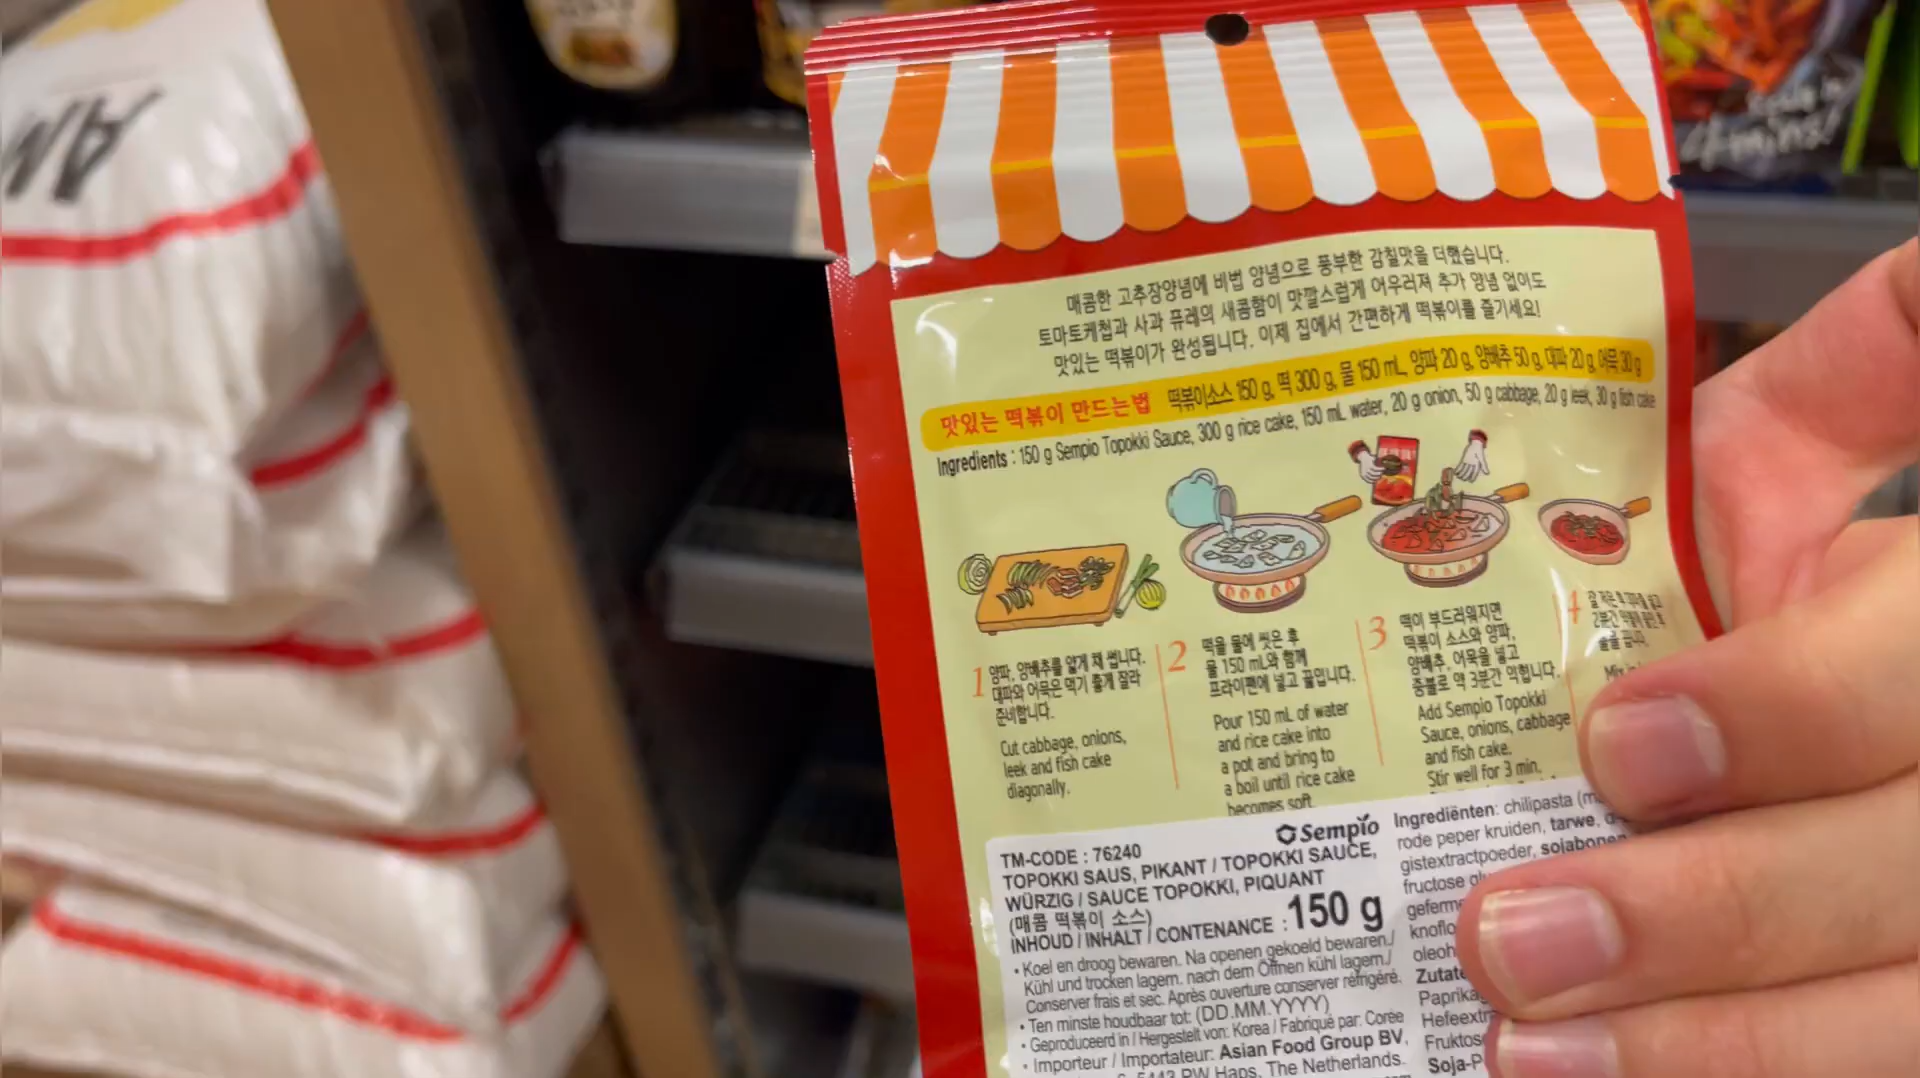 AM
4 mins!
매콤한 고추장양념에 비법 양념으로 풍부한 감칠맛을 더했습니다.
토마토케첩과 사과 퓨레의 새콤함이 맛깔스럽게 어우러져 추가 양념 없이도
맛있는 떡볶이가 완성됩니다. 이제 집에서 간편하게 떡볶이를 즐기세요!
맛있는 떡볶이 만드는법 떡볶이소스 150 g, 떡 300 g, 물 150 mL, 양파 20 g, 양배추 50 g, 대파 20 g, 어묵 30 g
Ingredients : 150 g Sempio Topokki Sauce, 300 g rice cake, 150 mL water, 20 g onion, 50 g cabbage, 20 g leek, 30 g fish cake
1 양파, 양배추를 얇게 채 썹니다.
대파와 어묵은 먹기 좋게 잘라
준비합니다.
Cut cabbage, onions,
leek and fish cake
diagonally.
2 떡을 물에 씻은 후
물 150 mL와 함께
프라이팬에 넣고 끓입니다.
Pour 150 mL of water
and rice cake into
a pot and bring to
a boil until rice cake
becomes soft.
3 떡이 부드러워지면
떡볶이 소스와 양파,
양배추, 어묵을 넣고
중불로 약 3분간 익힙니다.
Add Sempio Topokki
Sauce, onions, cabbage
and fish cake.
Stir well for 3 min.
4
Sempio
TM-CODE : 76240
TOPOKKI SAUS, PIKANT / TOPOKKI SAUCE,
WÜRZIG / SAUCE TOPOKKI, PIQUANT
(매콤 떡볶이 소스)
INHOUD / INHALT / CONTENANCE : 150 g
• Koel en droog bewaren. Na openen gekoeld bewaren./
Kühl und trocken lagern. nach dem Öffnen kühl lagern./
Conserver frais et sec. Après ouverture conserver réfrigéré.
• Ten minste houdbaar tot: (DD.MM.YYYY)
• Geproduceerd in / Hergestellt von: Korea / Fabriqué par: Corée
• Importeur / Importateur: Asian Food Group BV,
5443 PW Haps, The Netherlands.
Ingrediënten: chilipasta
rode peper kruiden, tarwe,
gistextractpoeder, sojabonen
fructose
Soja-P